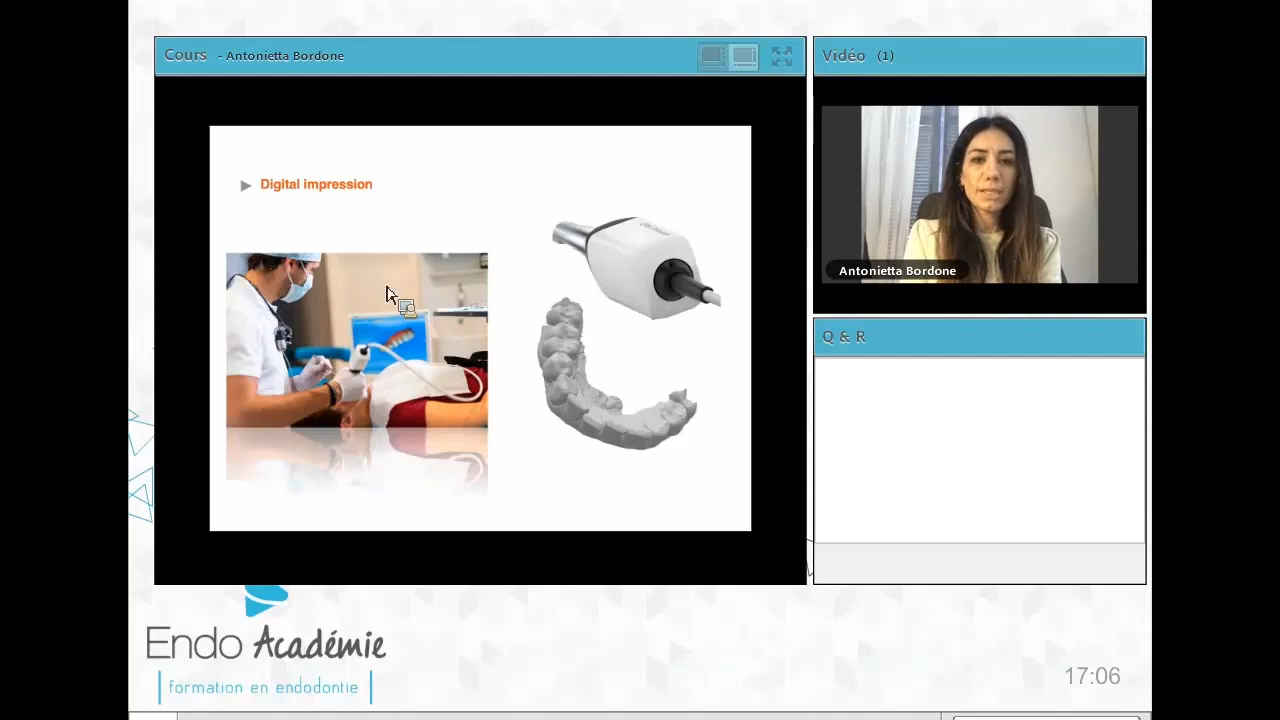 Cours - Antonietta Bordone
Vidéo (1)
Digital impression
Antonietta Bordone
Q & R
Endo Académie
formation en endodontie
17:06